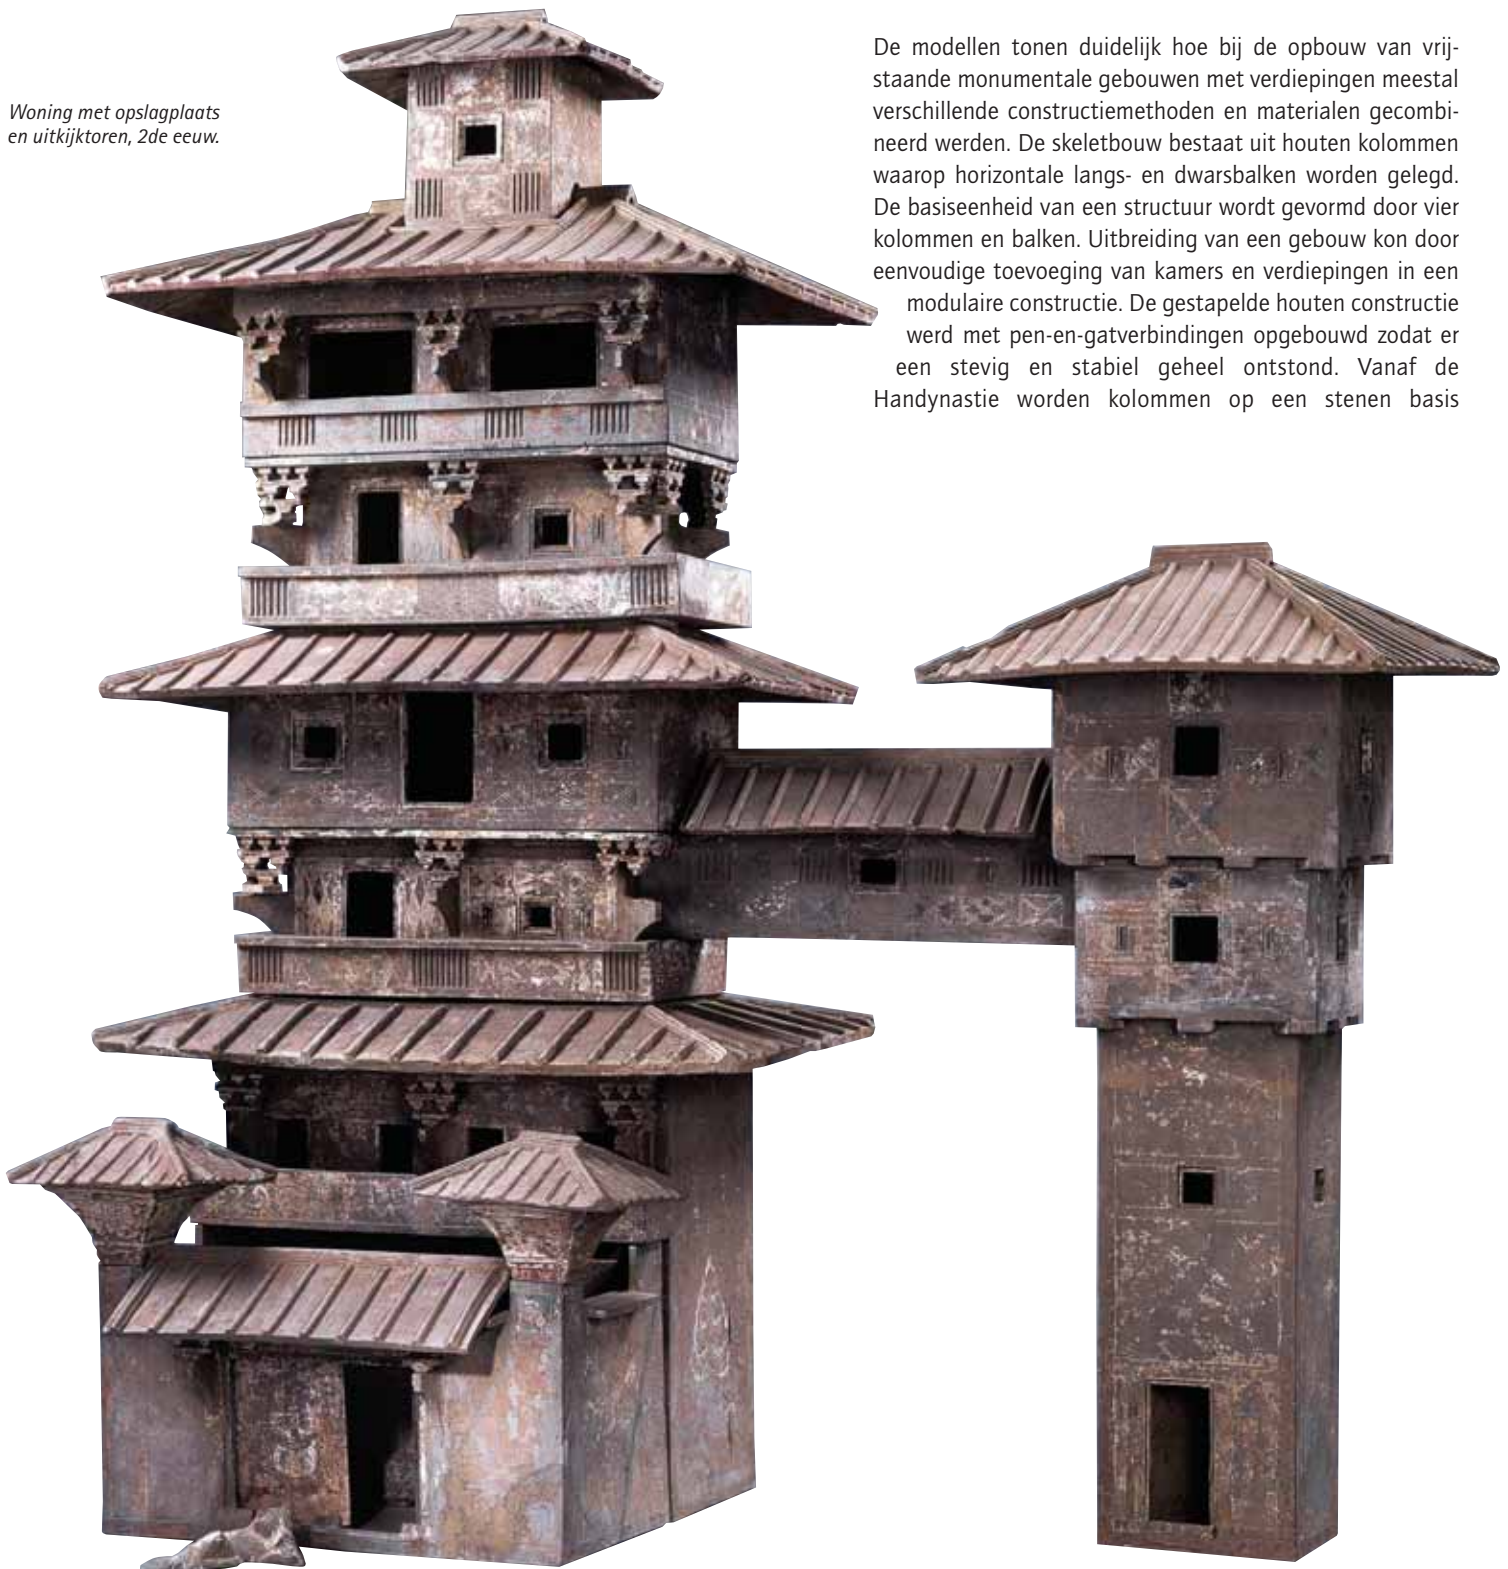 Woning met opslagplaats
en uitkijktoren, 2de eeuw.
De modellen tonen duidelijk hoe bij de opbouw van vrij-
staande monumentale gebouwen met verdiepingen meestal
verschillende constructiemethoden en materialen gecombi-
neerd werden. De skeletbouw bestaat uit houten kolommen
waarop horizontale langs- en dwarsbalken worden gelegd.
De basiseenheid van een structuur wordt gevormd door vier
kolommen en balken. Uitbreiding van een gebouw kon door
eenvoudige toevoeging van kamers en verdiepingen in een
modulaire constructie. De gestapelde houten constructie
werd met pen-en-gatverbindingen opgebouwd zodat er
een stevig en stabiel geheel ontstond. Vanaf de
Handynastie worden kolommen op een stenen basis